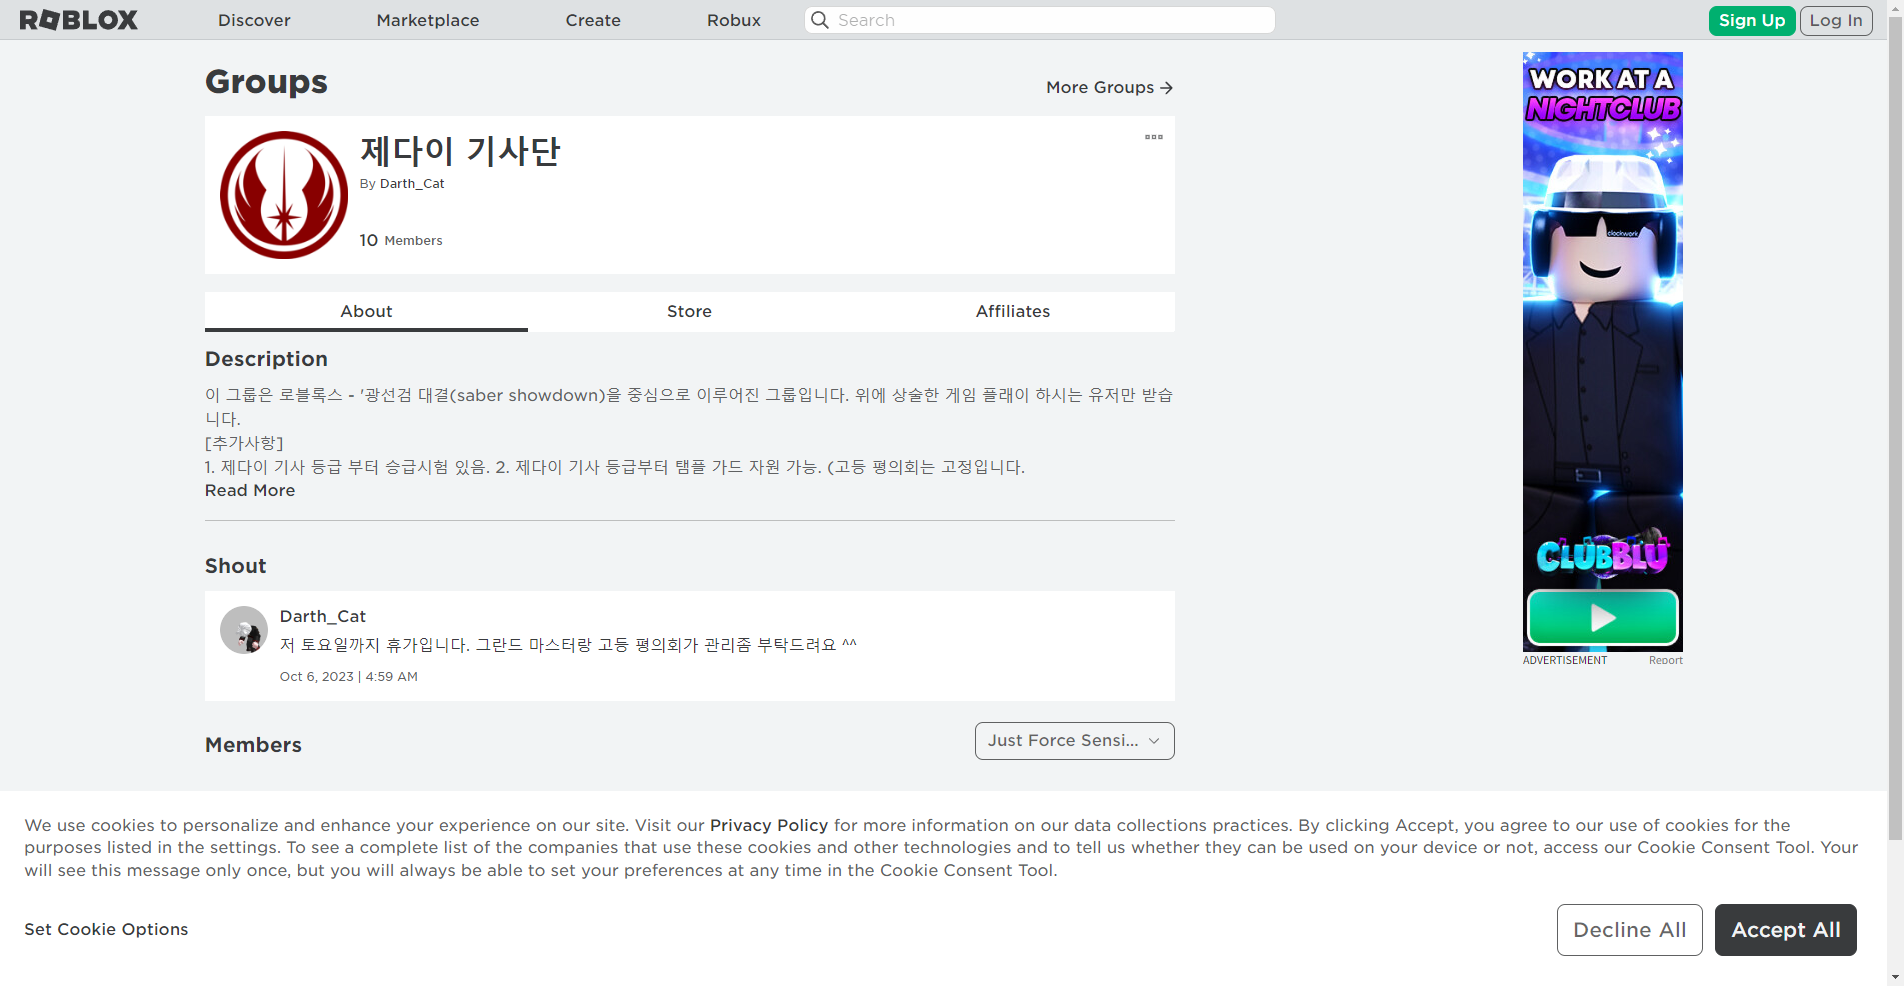 ROBLOX
Discover
Marketplace
Create
Robux
Search
Sign Up
Log In
Groups
More Groups
제다이 기사단
By Darth_Cat
10 Members
About
Store
Affiliates
Description
이 그룹은 로블록스 - '광선검 대결(saber showdown)을 중심으로 이루어진 그룹입니다. 위에 상술한 게임 플래이 하시는 유저만 받습
니다.
[추가사항]
1. 제다이 기사 등급 부터 승급시험 있음. 2. 제다이 기사 등급부터 탬플 가드 자원 가능. (고등 평의회는 고정입니다.
Read More
Shout
Darth_Cat
저 토요일까지 휴가입니다. 그란드 마스터랑 고등 평의회가 관리좀 부탁드려요 ^^
Oct 6, 2023 | 4:59 AM
Members
Just Force Sensi...
WORK AT A
NIGHTCLUB
clockwork
CLUBBLU
ADVERTISEMENT
Report
We use cookies to personalize and enhance your experience on our site. Visit our Privacy Policy for more information on our data collections practices. By clicking Accept, you agree to our use of cookies for the
purposes listed in the settings. To see a complete list of the companies that use these cookies and other technologies and to tell us whether they can be used on your device or not, access our Cookie Consent Tool. Your
will see this message only once, but you will always be able to set your preferences at any time in the Cookie Consent Tool.
Set Cookie Options
Decline All
Accept All